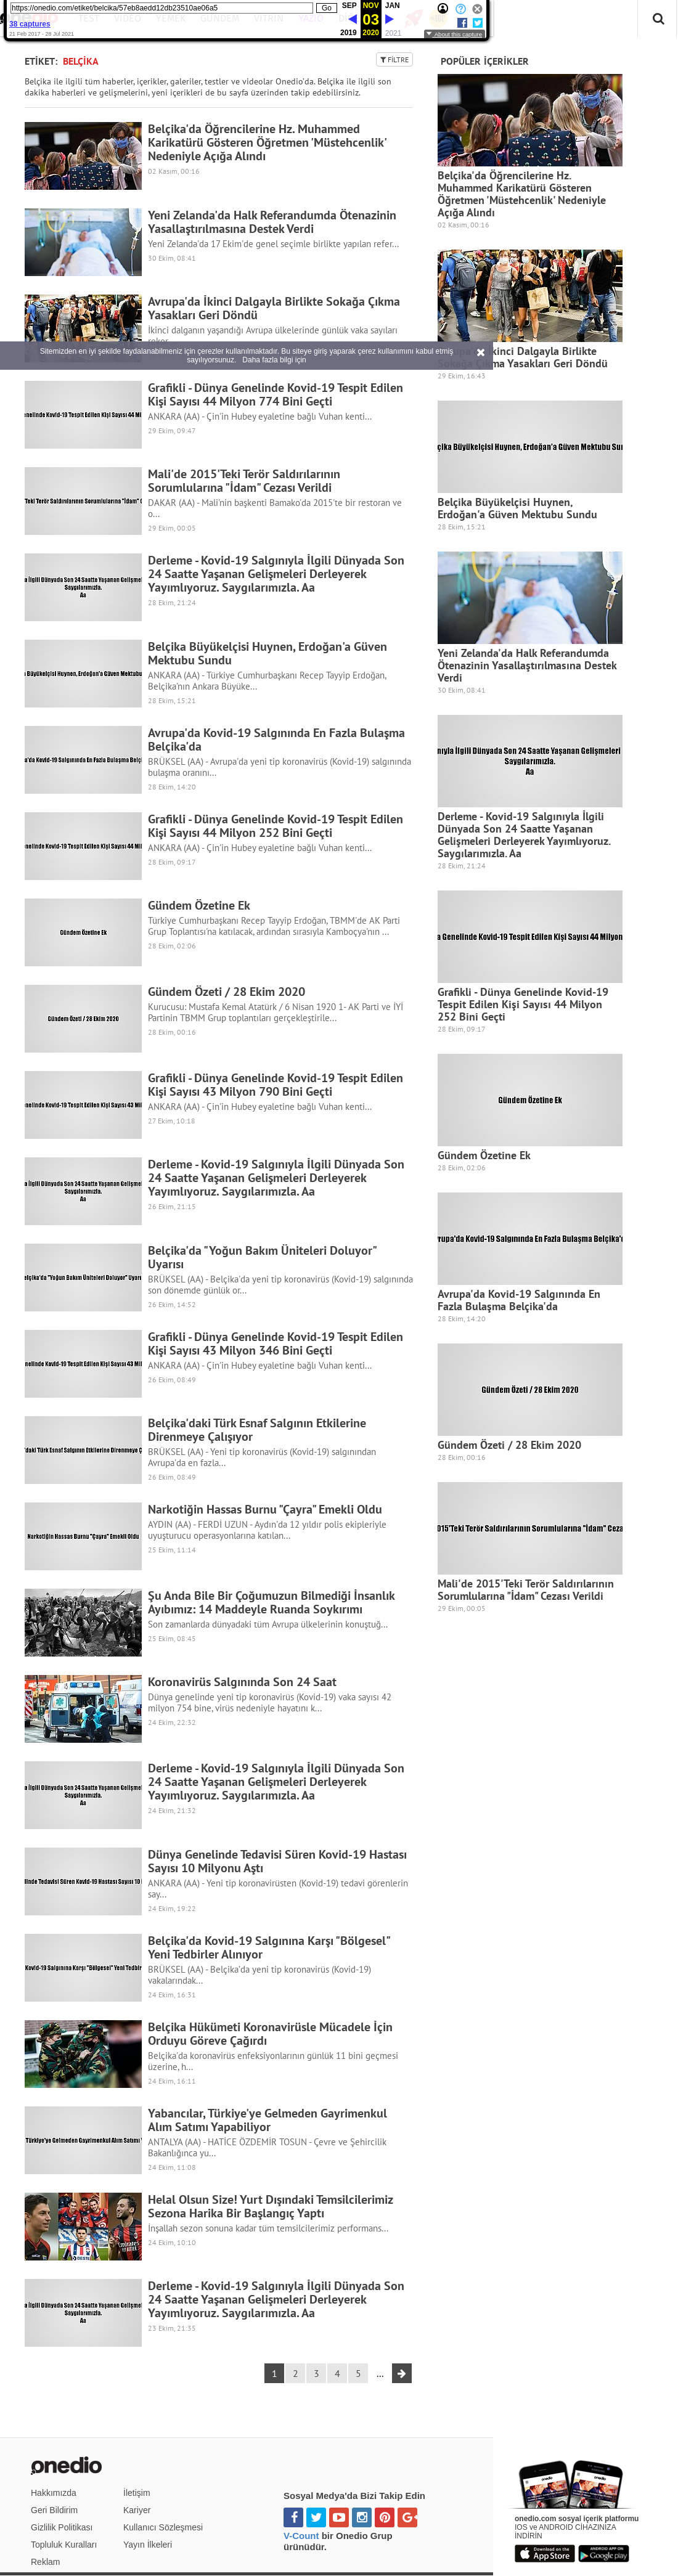 https://onedio.com/etiket/belcika/57eb8aedd12db23510ae06a5
Go
SEP NOV JAN
03
2019 2020 2021
38 captures
21 Feb 2017 - 28 Jul 2021
About this capture
ETİKET: BELÇİKA
FİLTRE
Belçika ile ilgili tüm haberler, içerikler, galeriler, testler ve videolar Onedio'da. Belçika ile ilgili son
dakika haberleri ve gelişmelerini, yeni içerikleri de bu sayfa üzerinden takip edebilirsiniz.
Belçika'da Öğrencilerine Hz. Muhammed
Karikatürü Gösteren Öğretmen 'Müstehcenlik'
Nedeniyle Açığa Alındı
02 Kasım, 00:16
Yeni Zelanda'da Halk Referandumda Ötenazinin
Yasallaştırılmasına Destek Verdi
Yeni Zelanda'da 17 Ekim'de genel seçimle birlikte yapılan refer...
30 Ekim, 08:41
Avrupa'da İkinci Dalgayla Birlikte Sokağa Çıkma
Yasakları Geri Döndü
İkinci dalganın yaşandığı Avrupa ülkelerinde günlük vaka sayıları
Sitemizden en iyi şekilde faydalanabilmeniz için çerezler kullanılmaktadır. Bu siteye giriş yaparak çerez kullanımını kabul etmiş
sayılıyorsunuz. Daha fazla bilgi için
Grafikli - Dünya Genelinde Kovid-19 Tespit Edilen
Kişi Sayısı 44 Milyon 774 Bini Geçti
ANKARA (AA) - Çin'in Hubey eyaletine bağlı Vuhan kenti...
29 Ekim, 09:47
Mali'de 2015'Teki Terör Saldırılarının
Sorumlularına "İdam" Cezası Verildi
DAKAR (AA) - Mali'nin başkenti Bamako'da 2015'te bir restoran ve
o...
29 Ekim, 00:05
Derleme - Kovid-19 Salgınıyla İlgili Dünyada Son
24 Saatte Yaşanan Gelişmeleri Derleyerek
Yayımlıyoruz. Saygılarımızla. Aa
28 Ekim, 21:24
Belçika Büyükelçisi Huynen, Erdoğan'a Güven
Mektubu Sundu
ANKARA (AA) - Türkiye Cumhurbaşkanı Recep Tayyip Erdoğan,
Belçika'nın Ankara Büyüke...
28 Ekim, 15:21
Avrupa'da Kovid-19 Salgınında En Fazla Bulaşma
Belçika'da
BRÜKSEL (AA) - Avrupa'da yeni tip koronavirüs (Kovid-19) salgınında
bulaşma oranını...
28 Ekim, 14:20
Grafikli - Dünya Genelinde Kovid-19 Tespit Edilen
Kişi Sayısı 44 Milyon 252 Bini Geçti
ANKARA (AA) - Çin'in Hubey eyaletine bağlı Vuhan kenti...
28 Ekim, 09:17
Gündem Özetine Ek
Gündem Özetine Ek
Türkiye Cumhurbaşkanı Recep Tayyip Erdoğan, TBMM'de AK Parti
Grup Toplantısı'na katılacak, ardından sırasıyla Kamboçya'nın ...
28 Ekim, 02:06
Gündem Özeti / 28 Ekim 2020
Gündem Özeti / 28 Ekim 2020
Kurucusu: Mustafa Kemal Atatürk / 6 Nisan 1920 1- AK Parti ve İYİ
Partinin TBMM Grup toplantıları gerçekleştirile...
28 Ekim, 00:16
Grafikli - Dünya Genelinde Kovid-19 Tespit Edilen
Kişi Sayısı 43 Milyon 790 Bini Geçti
ANKARA (AA) - Çin'in Hubey eyaletine bağlı Vuhan kenti...
27 Ekim, 10:18
Derleme - Kovid-19 Salgınıyla İlgili Dünyada Son
24 Saatte Yaşanan Gelişmeleri Derleyerek
Yayımlıyoruz. Saygılarımızla. Aa
26 Ekim, 21:15
Belçika'da "Yoğun Bakım Üniteleri Doluyor"
Uyarısı
BRÜKSEL (AA) - Belçika'da yeni tip koronavirüs (Kovid-19) salgınında
son dönemde günlük or...
26 Ekim, 14:52
Grafikli - Dünya Genelinde Kovid-19 Tespit Edilen
Kişi Sayısı 43 Milyon 346 Bini Geçti
ANKARA (AA) - Çin'in Hubey eyaletine bağlı Vuhan kenti...
26 Ekim, 08:49
Belçika'daki Türk Esnaf Salgının Etkilerine
Direnmeye Çalışıyor
BRÜKSEL (AA) - Yeni tip koronavirüs (Kovid-19) salgınından
Avrupa'da en fazla...
26 Ekim, 08:49
Narkotiğin Hassas Burnu "Çayra" Emekli Oldu
Narkotiğin Hassas Burnu "Çayra" Emekli Oldu
AYDIN (AA) - FERDİ UZUN - Aydın'da 12 yıldır polis ekipleriyle
uyuşturucu operasyonlarına katılan...
25 Ekim, 11:14
Şu Anda Bile Bir Çoğumuzun Bilmediği İnsanlık
Ayıbımız: 14 Maddeyle Ruanda Soykırımı
Son zamanlarda dünyadaki tüm Avrupa ülkelerinin konuştuğ...
25 Ekim, 08:45
Koronavirüs Salgınında Son 24 Saat
Dünya genelinde yeni tip koronavirüs (Kovid-19) vaka sayısı 42
milyon 754 bine, virüs nedeniyle hayatını k...
24 Ekim, 22:32
Derleme - Kovid-19 Salgınıyla İlgili Dünyada Son
24 Saatte Yaşanan Gelişmeleri Derleyerek
Yayımlıyoruz. Saygılarımızla. Aa
24 Ekim, 21:32
Dünya Genelinde Tedavisi Süren Kovid-19 Hastası
Sayısı 10 Milyonu Aştı
ANKARA (AA) - Yeni tip koronavirüsten (Kovid-19) tedavi görenlerin
say...
24 Ekim, 19:22
Belçika'da Kovid-19 Salgınına Karşı "Bölgesel"
Yeni Tedbirler Alınıyor
BRÜKSEL (AA) - Belçika'da yeni tip koronavirüs (Kovid-19)
vakalarındak...
24 Ekim, 16:31
Belçika Hükümeti Koronavirüsle Mücadele İçin
Orduyu Göreve Çağırdı
Belçika'da koronavirüs enfeksiyonlarının günlük 11 bini geçmesi
üzerine, h...
24 Ekim, 16:11
Yabancılar, Türkiye'ye Gelmeden Gayrimenkul
Alım Satımı Yapabiliyor
ANTALYA (AA) - HATİCE ÖZDEMİR TOSUN - Çevre ve Şehircilik
Bakanlığınca yu...
24 Ekim, 11:08
Helal Olsun Size! Yurt Dışındaki Temsilcilerimiz
Sezona Harika Bir Başlangıç Yaptı
İnşallah sezon sonuna kadar tüm temsilcilerimiz performans...
24 Ekim, 10:10
Derleme - Kovid-19 Salgınıyla İlgili Dünyada Son
24 Saatte Yaşanan Gelişmeleri Derleyerek
Yayımlıyoruz. Saygılarımızla. Aa
23 Ekim, 21:35
1 2 3 4 5 ...
POPÜLER İÇERİKLER
Belçika'da Öğrencilerine Hz.
Muhammed Karikatürü Gösteren
Öğretmen 'Müstehcenlik' Nedeniyle
Açığa Alındı
02 Kasım, 00:16
İkinci Dalgayla Birlikte
Sokağa Çıkma Yasakları Geri Döndü
29 Ekim, 16:43
Belçika Büyükelçisi Huynen,
Erdoğan'a Güven Mektubu Sundu
28 Ekim, 15:21
Yeni Zelanda'da Halk Referandumda
Ötenazinin Yasallaştırılmasına Destek
Verdi
30 Ekim, 08:41
Derleme - Kovid-19 Salgınıyla İlgili
Dünyada Son 24 Saatte Yaşanan
Gelişmeleri Derleyerek Yayımlıyoruz.
Saygılarımızla. Aa
28 Ekim, 21:24
Grafikli - Dünya Genelinde Kovid-19
Tespit Edilen Kişi Sayısı 44 Milyon
252 Bini Geçti
28 Ekim, 09:17
Gündem Özetine Ek
Gündem Özetine Ek
28 Ekim, 02:06
Avrupa'da Kovid-19 Salgınında En
Fazla Bulaşma Belçika'da
28 Ekim, 14:20
Gündem Özeti / 28 Ekim 2020
Gündem Özeti / 28 Ekim 2020
28 Ekim, 00:16
Mali'de 2015'Teki Terör Saldırılarının
Sorumlularına "İdam" Cezası Verildi
29 Ekim, 00:05
onedio
Hakkımızda
Geri Bildirim
Gizlilik Politikası
Topluluk Kuralları
Reklam
İletişim
Kariyer
Kullanıcı Sözleşmesi
Yayın İlkeleri
Sosyal Medya'da Bizi Takip Edin
V-Count bir Onedio Grup
ürünüdür.
onedio.com sosyal içerik platformu
IOS ve ANDROID CİHAZINIZA
İNDİRİN
Available on the App Store
ANDROID APP ON Google play